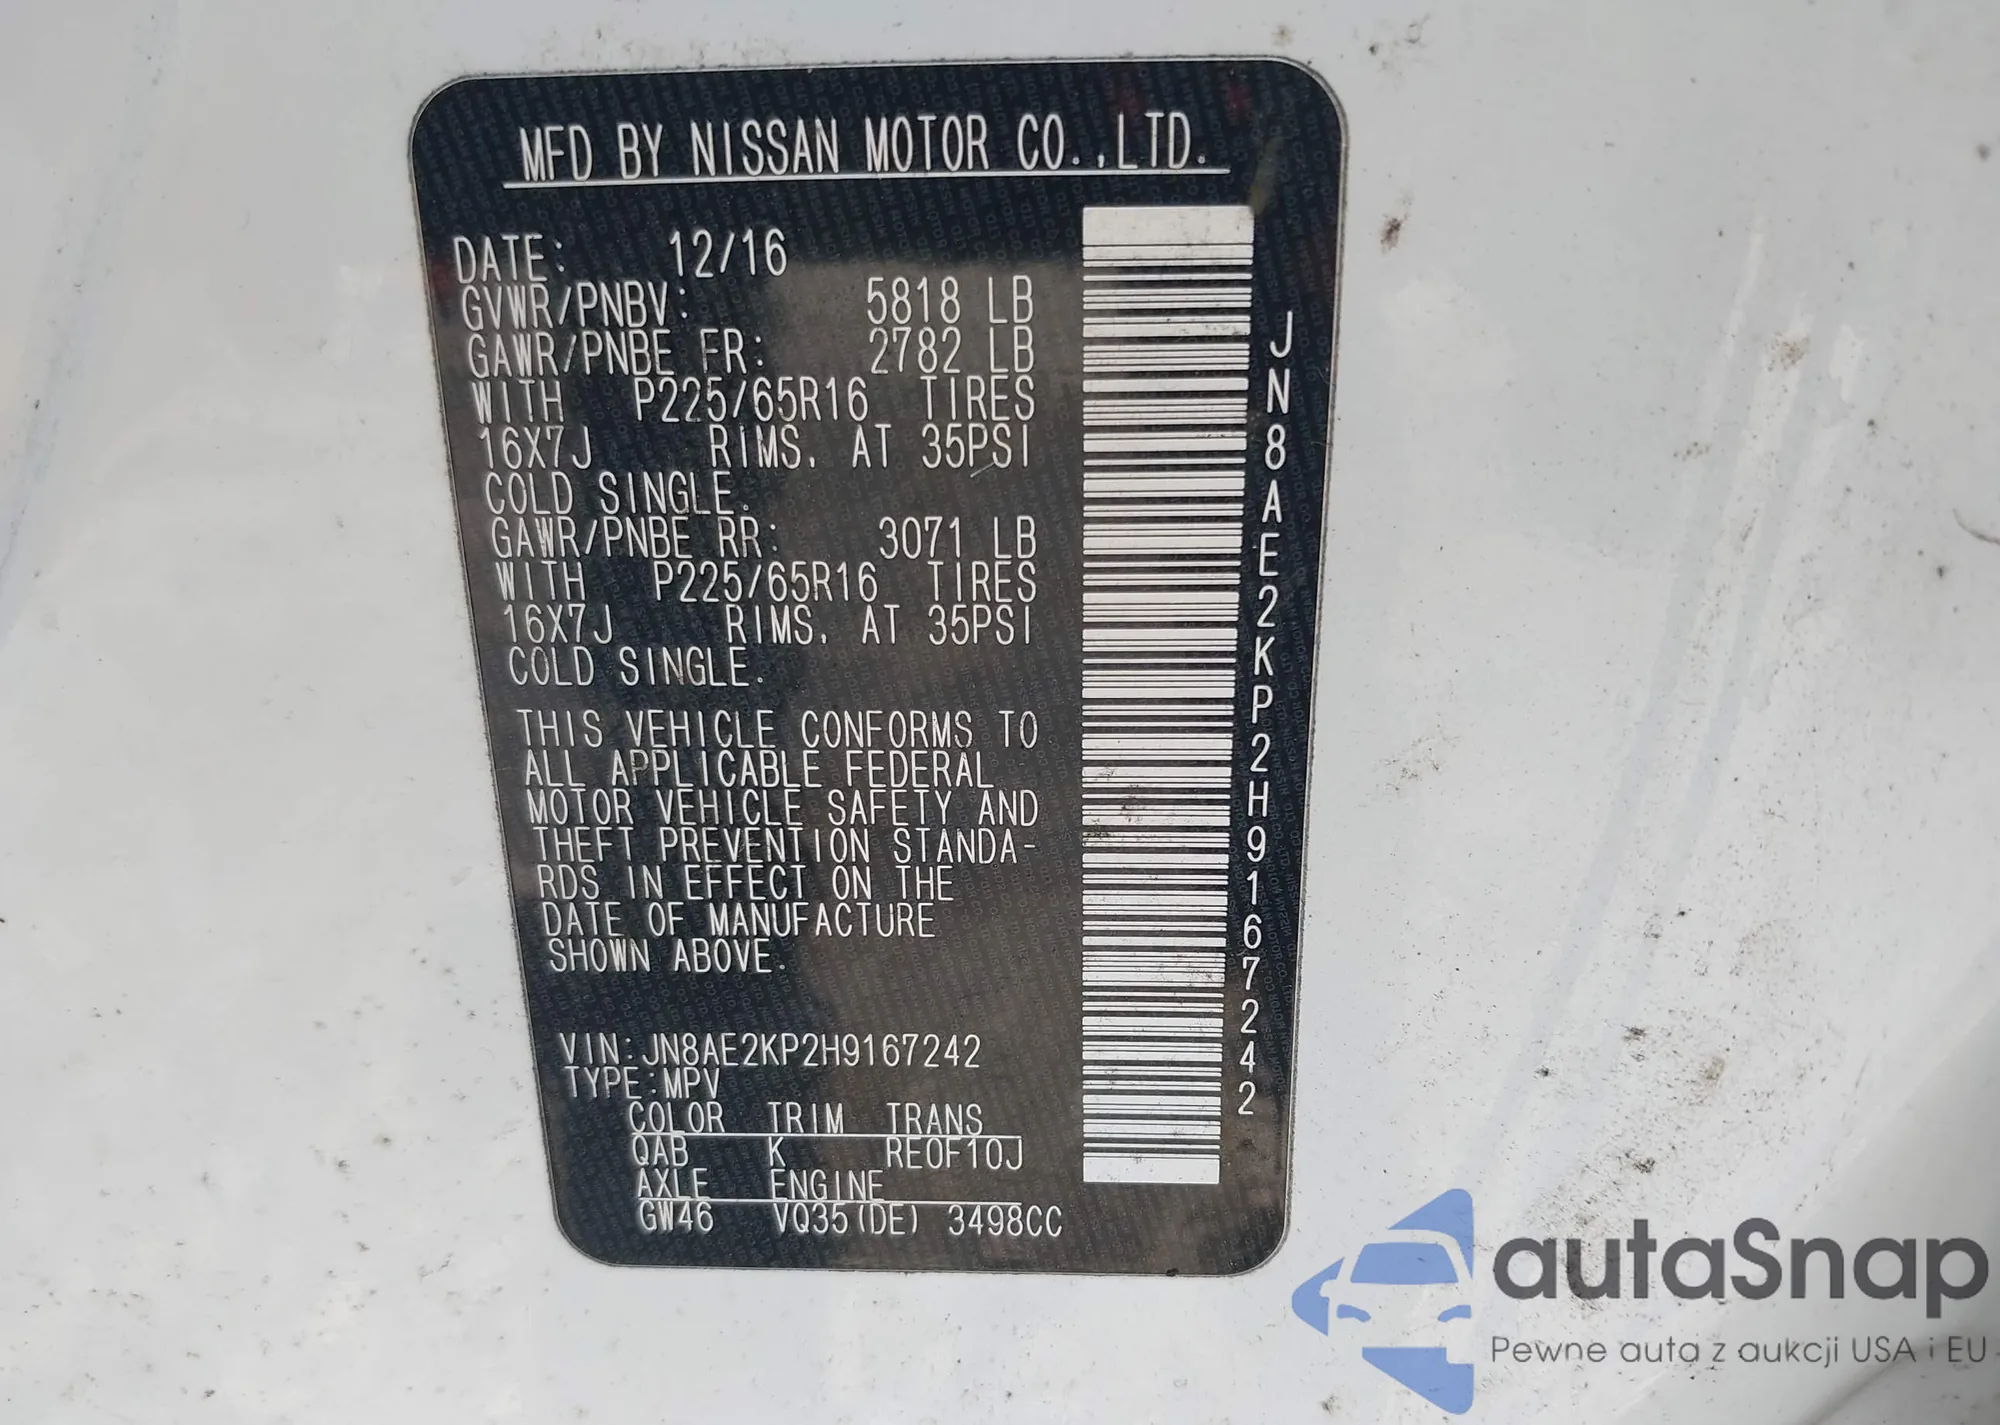 MFD BY NISSAN MOTOR CO.,LTD.
DATE: 12/16
GVWR/PNBV: 5818 LB
GAWR/PNBE FR: 2782 LB
WITH P225/65R16 TIRES
16X7J RIMS. AT 35PSI
COLD SINGLE.
GAWR/PNBE RR: 3071 LB
WITH P225/65R16 TIRES
16X7J RIMS. AT 35PSI
COLD SINGLE.
THIS VEHICLE CONFORMS TO
ALL APPLICABLE FEDERAL
MOTOR VEHICLE SAFETY AND
THEFT PREVENTION STANDA-
RDS IN EFFECT ON THE
DATE OF MANUFACTURE
SHOWN ABOVE.
VIN:JN8AE2KP2H9167242
TYPE:MPV
COLOR TRIM TRANS
QAB K RE0F10J
AXLE ENGINE
GW46 VQ35(DE) 3498CC
JN8AE2KP2H9167242
autaSnap
Pewne auta z aukcji USA i EU